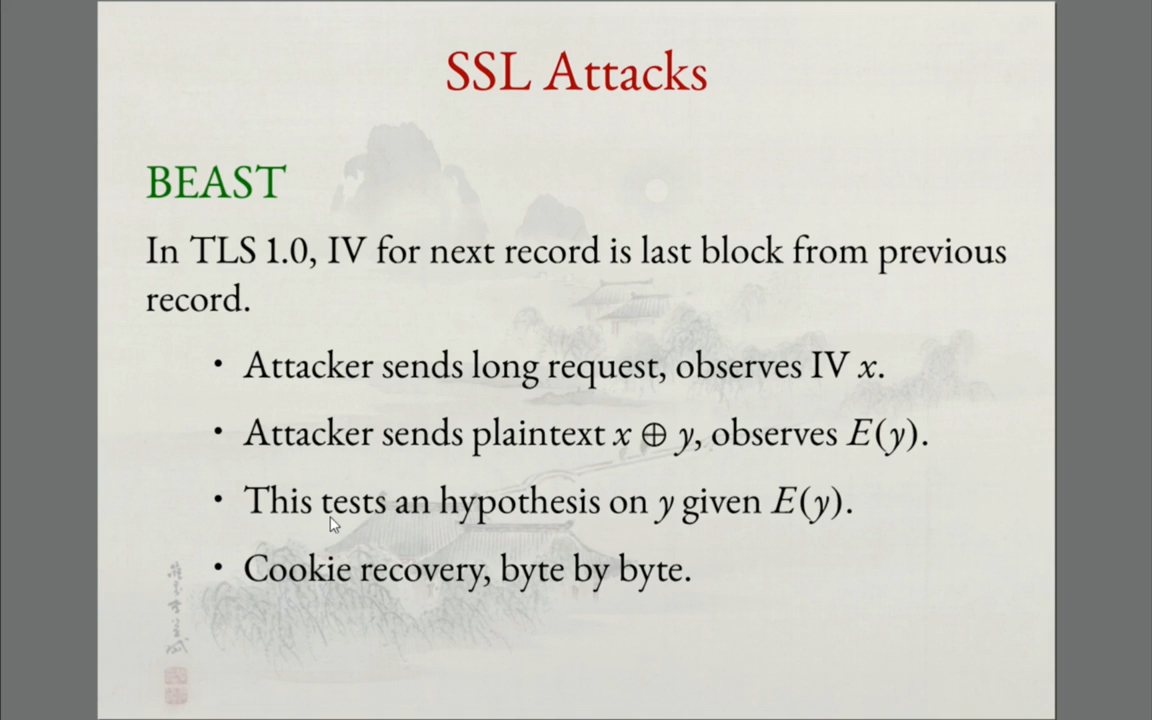 SSL Attacks
BEAST
In TLS 1.0, IV for next record is last block from previous
record.
• Attacker sends long request, observes IV x.
• Attacker sends plaintext x ⊕ y, observes E(y).
• This tests an hypothesis on y given E(y).
• Cookie recovery, byte by byte.